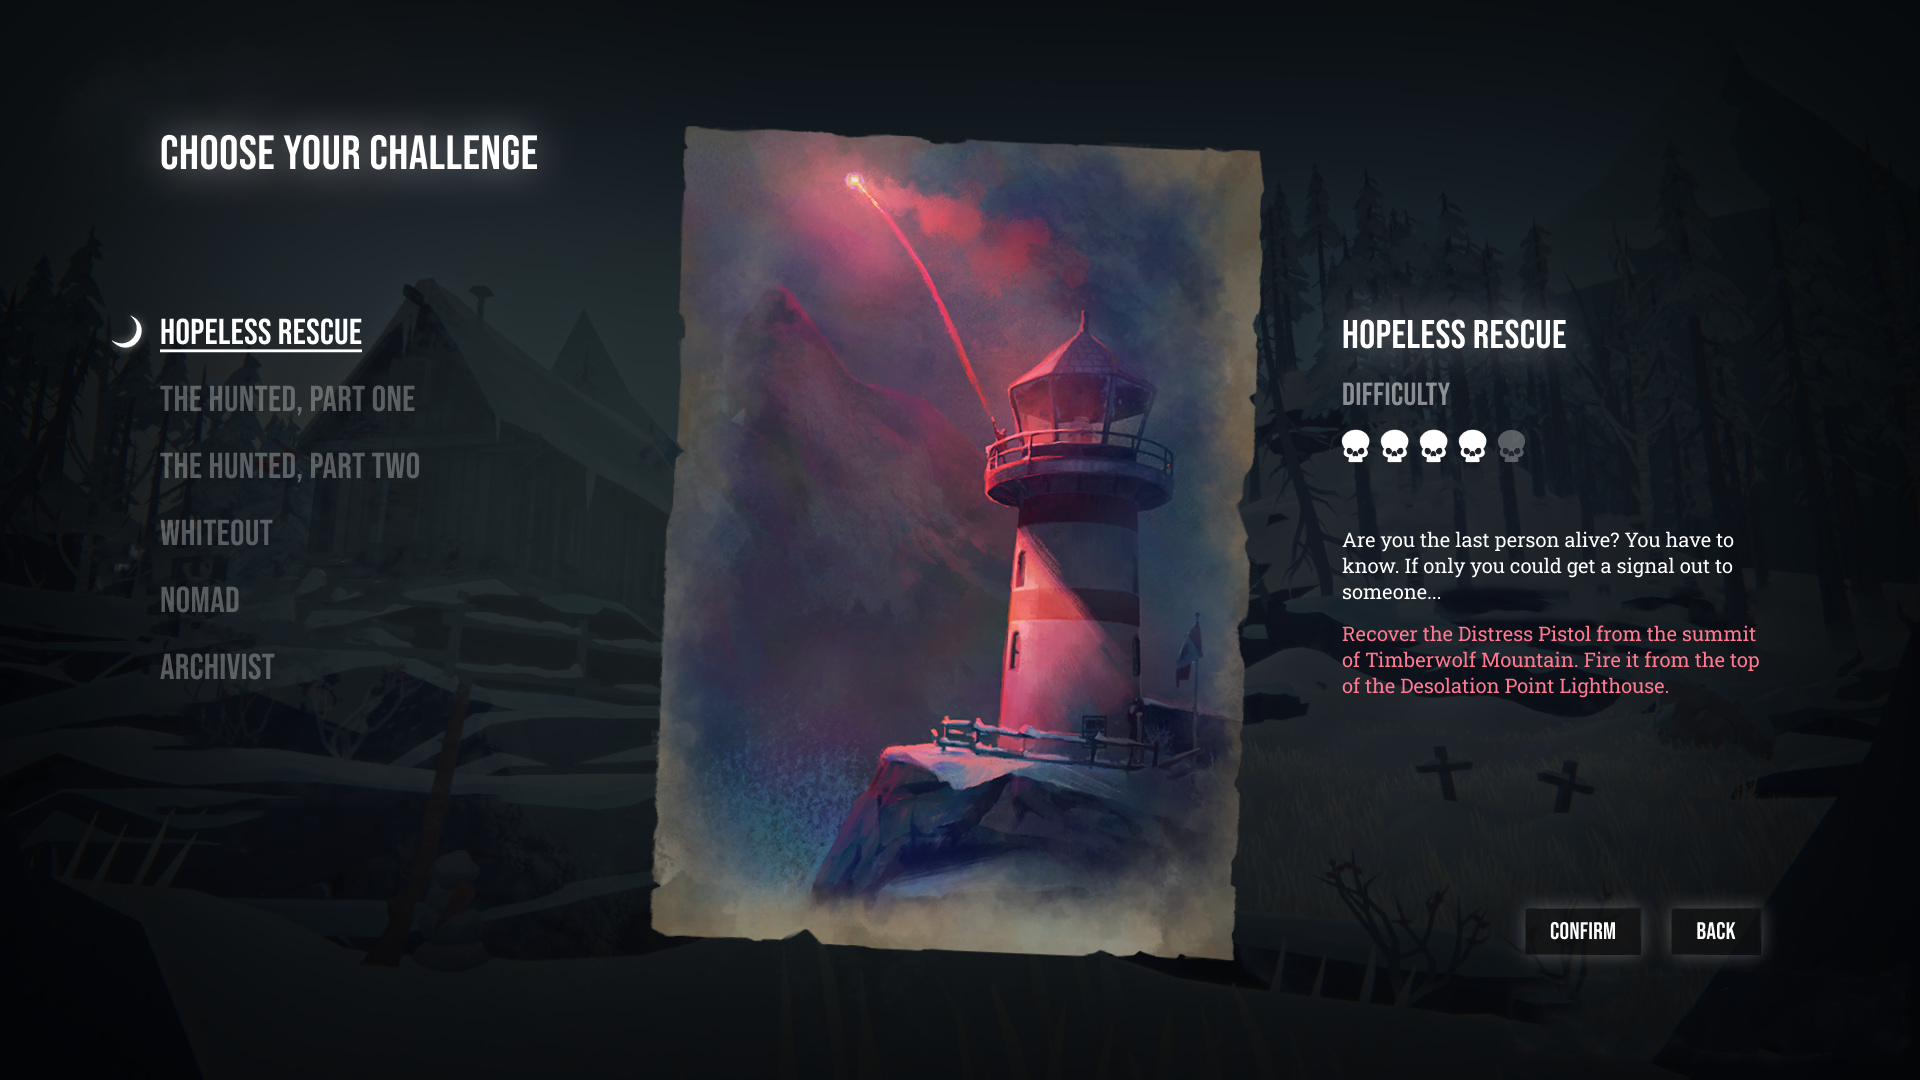 CHOOSE YOUR CHALLENGE
HOPELESS RESCUE
THE HUNTED, PART ONE
THE HUNTED, PART TWO
WHITEOUT
NOMAD
ARCHIVIST
HOPELESS RESCUE
DIFFICULTY
Are you the last person alive? You have to
know. If only you could get a signal out to
someone...
Recover the Distress Pistol from the summit
of Timberwolf Mountain. Fire it from the top
of the Desolation Point Lighthouse.
CONFIRM
BACK